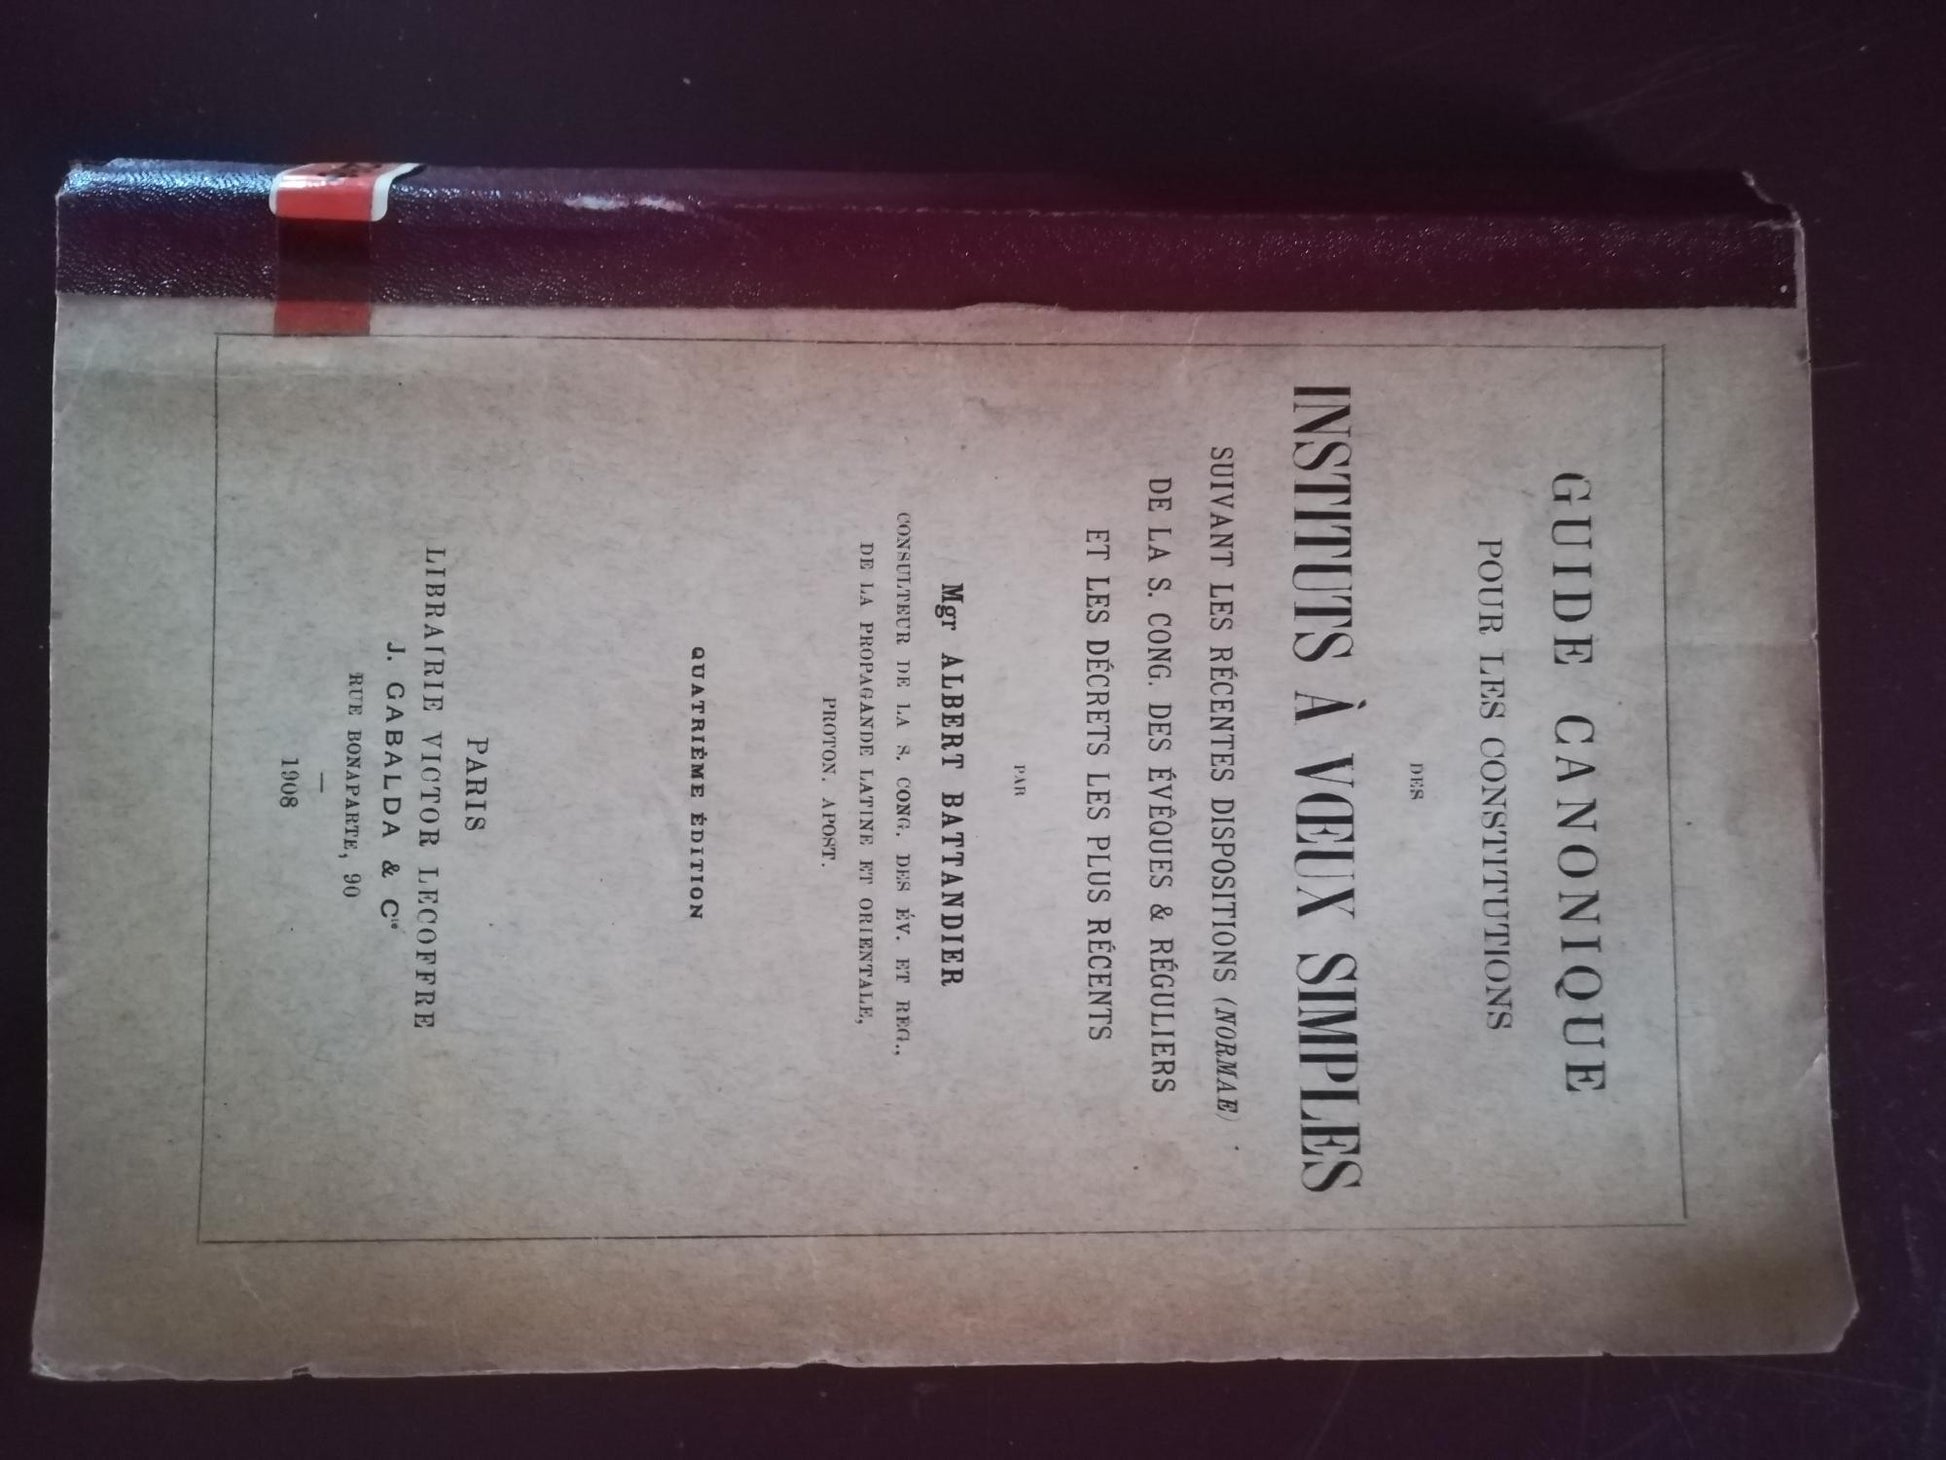 GUIDE CANONIQUE
POUR LES CONSTITUTIONS
DES
INSTITUTS À VŒUX SIMPLES
SUIVANT LES RÉCENTES DISPOSITIONS (NORMAE)
DE LA S. CONG. DES ÉVÊQUES & RÉGULIERS
ET LES DÉCRETS LES PLUS RÉCENTS
PAR
Mgr ALBERT BATTANDIER
CONSULTEUR DE LA S. CONG. DES ÉV. ET RÉG.,
DE LA PROPAGANDE LATINE ET ORIENTALE,
PROTON. APOST.
QUATRIÈME ÉDITION
PARIS
LIBRAIRIE VICTOR LECOFFRE
J. GABALDA & Cie
RUE BONAPARTE, 90
—
1908